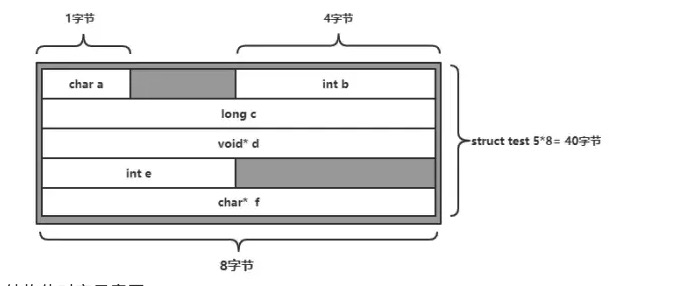 1字节
4字节
char a
int b
long c
void* d
struct test 5*8= 40字节
int e
char* f
8字节